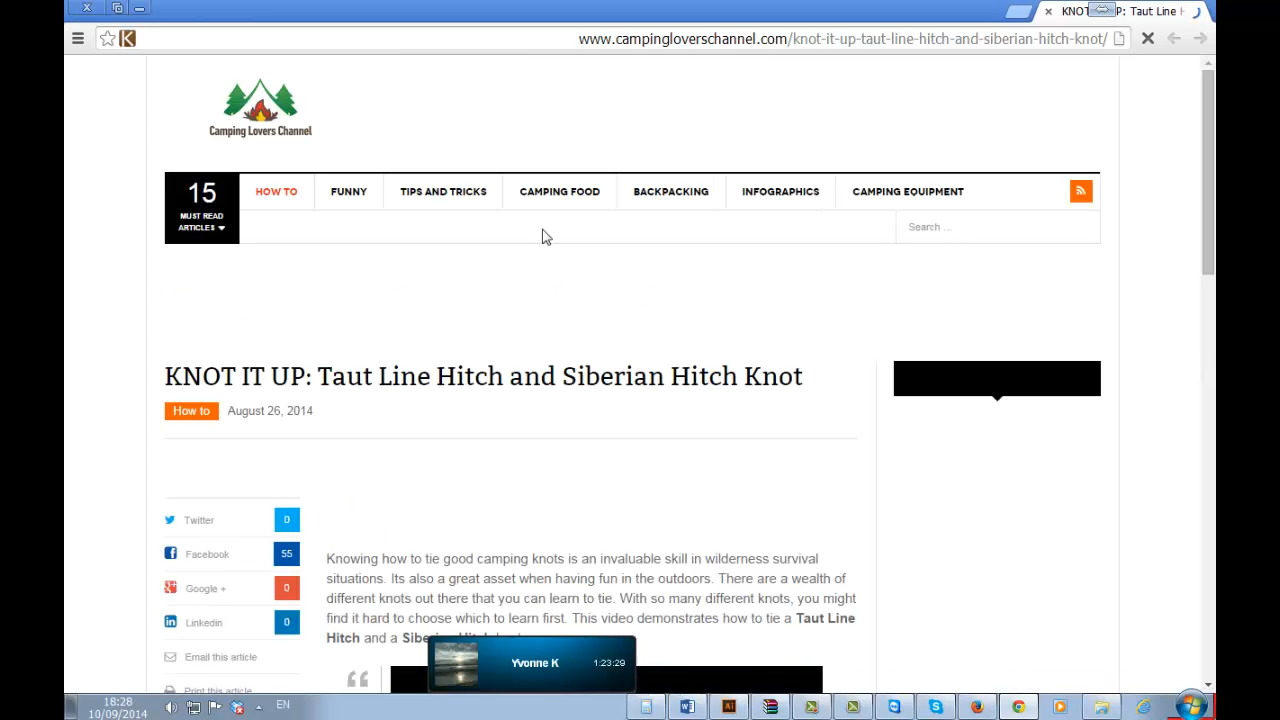 KNOT IT UP: Taut Line H
www.campingloverschannel.com/knot-it-up-taut-line-hitch-and-siberian-hitch-knot/
Camping Lovers Channel
15
MUST READ
ARTICLES
HOW TO FUNNY TIPS AND TRICKS CAMPING FOOD BACKPACKING INFOGRAPHICS CAMPING EQUIPMENT
Search ...
KNOT IT UP: Taut Line Hitch and Siberian Hitch Knot
How to August 26, 2014
Twitter 0
Facebook 55
Google + 0
Linkedin 0
Email this article
Print this article
Knowing how to tie good camping knots is an invaluable skill in wilderness survival
situations. Its also a great asset when having fun in the outdoors. There are a wealth of
different knots out there that you can learn to tie. With so many different knots, you might
find it hard to choose which to learn first. This video demonstrates how to tie a Taut Line
Hitch and a
Yvonne K 1:23:29
18:28
10/09/2014
EN